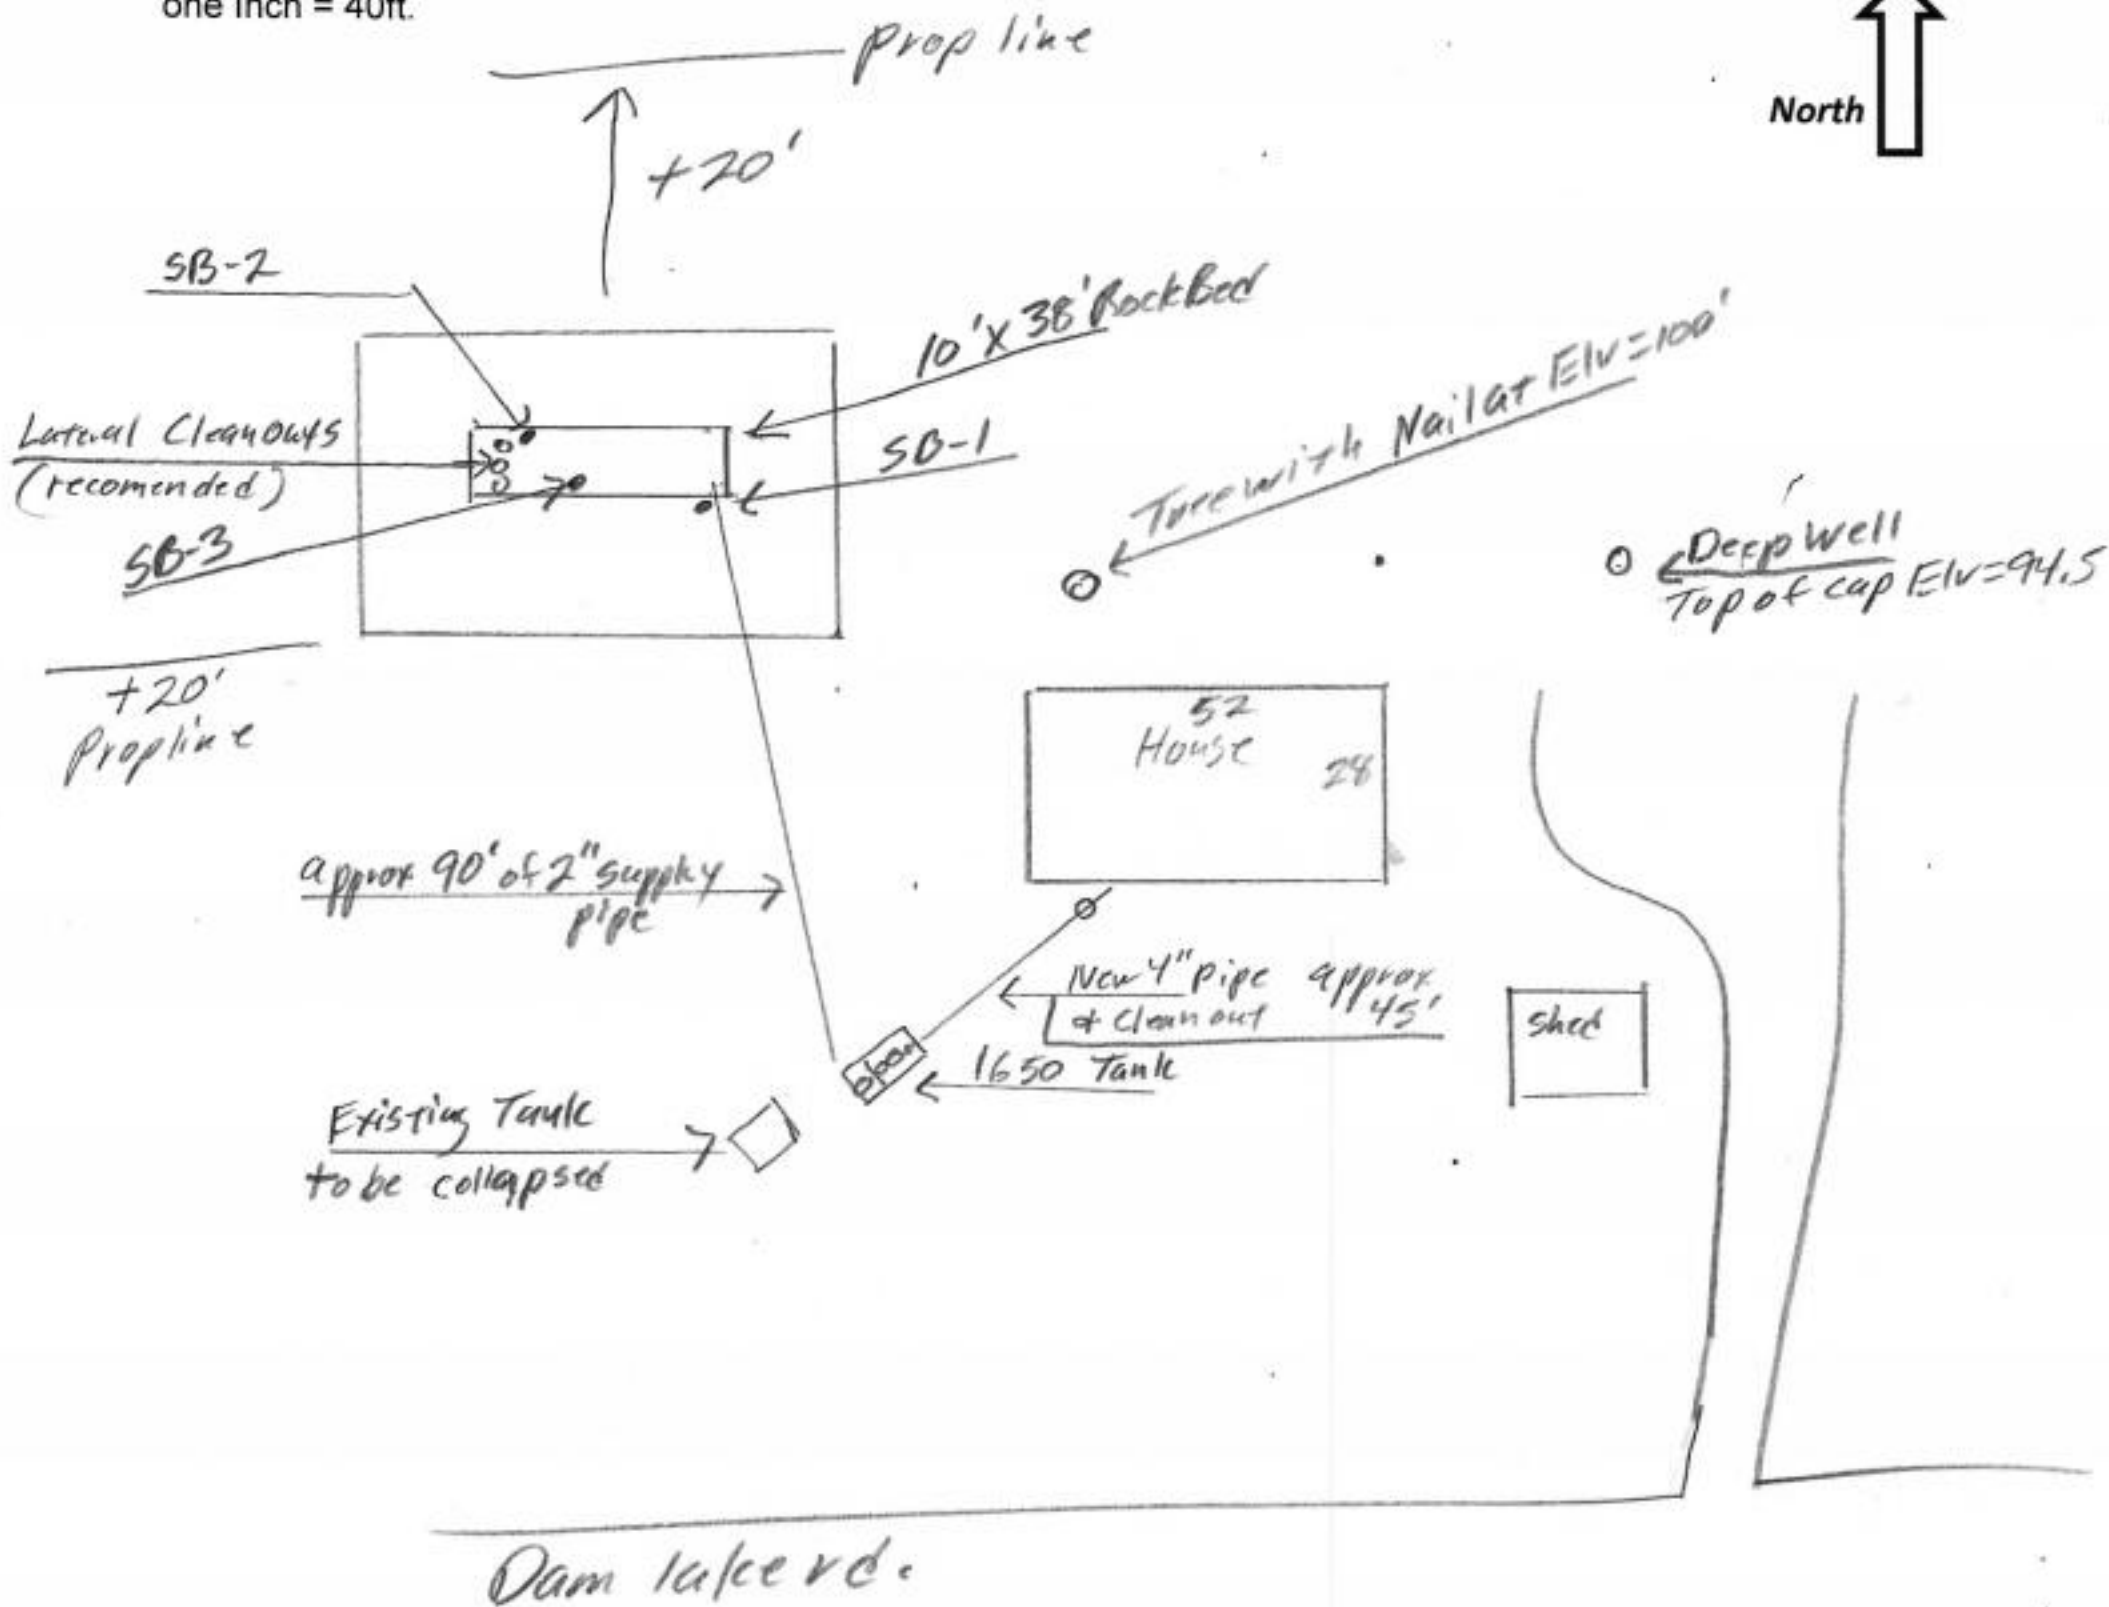 one inch = 40ft.
prop line
North
+20'
SB-2
10'x38' Rock Bed
Tree with Nail at Elv=100'
Lateral Cleanouts
(recomended)
SB-1
SB-3
Deep Well
Top of cap Elv=94.5
+20'
Propline
52
House
28
approx 90' of 2" supply
pipe
New 4" pipe approx
& Clean out 45'
shed
1650 Tank
Existing Tank
to be collapsed
Dam lake rd.